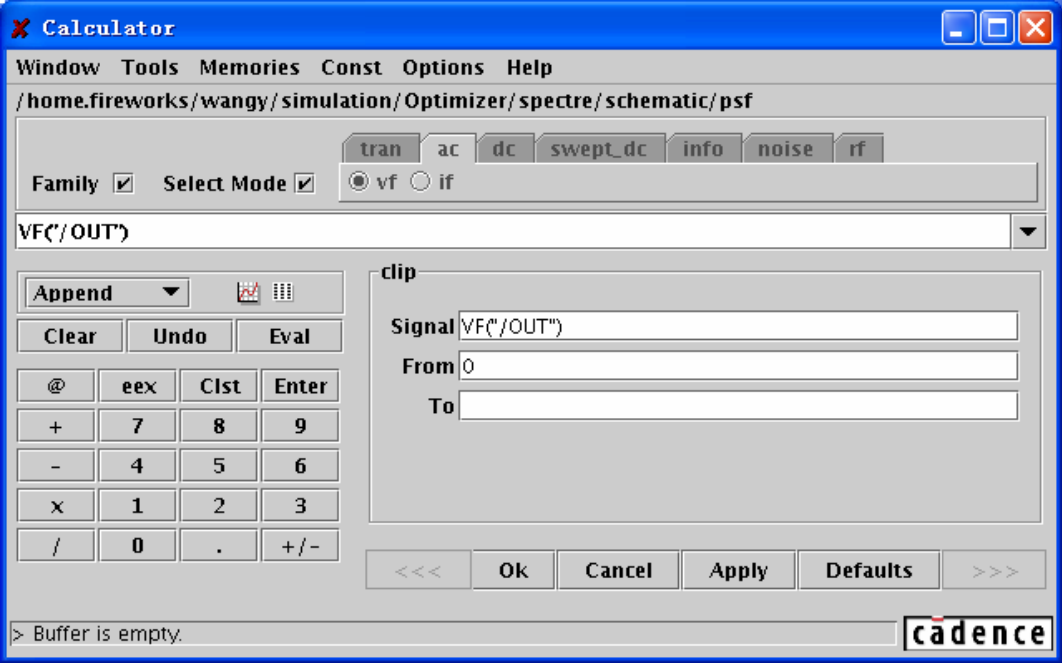 Calculator
Window Tools Memories Const Options Help
/home.fireworks/wangy/simulation/Optimizer/spectre/schematic/psf
tran ac dc swept_dc info noise rf
Family Select Mode vf if
VF("/OUT")
clip
Append
Signal VF("/OUT")
Clear Undo Eval
From 0
@ eex Clst Enter
To
+ 7 8 9
- 4 5 6
x 1 2 3
/ 0 . +/-
<<< Ok Cancel Apply Defaults >>>
> Buffer is empty.
cādence